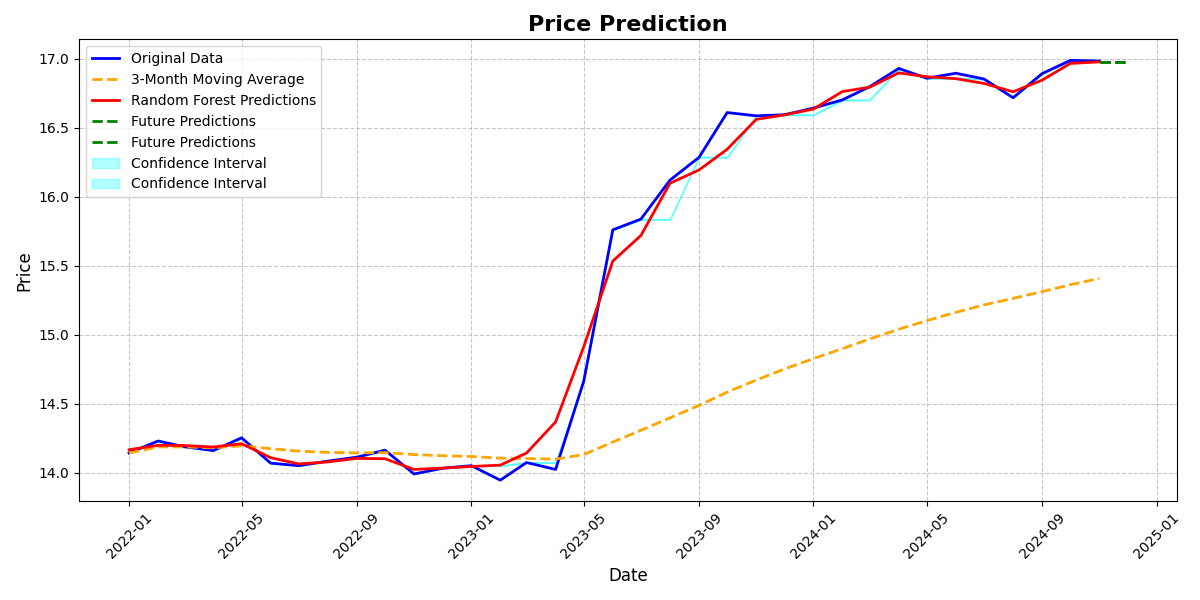 Price Prediction
Original Data
3-Month Moving Average
Random Forest Predictions
Future Predictions
Future Predictions
Confidence Interval
Confidence Interval
17.0
16.5
16.0
15.5
15.0
14.5
14.0
Price
2022-01
2022-05
2022-09
2023-01
2023-05
2023-09
2024-01
2024-05
2024-09
2025-01
Date